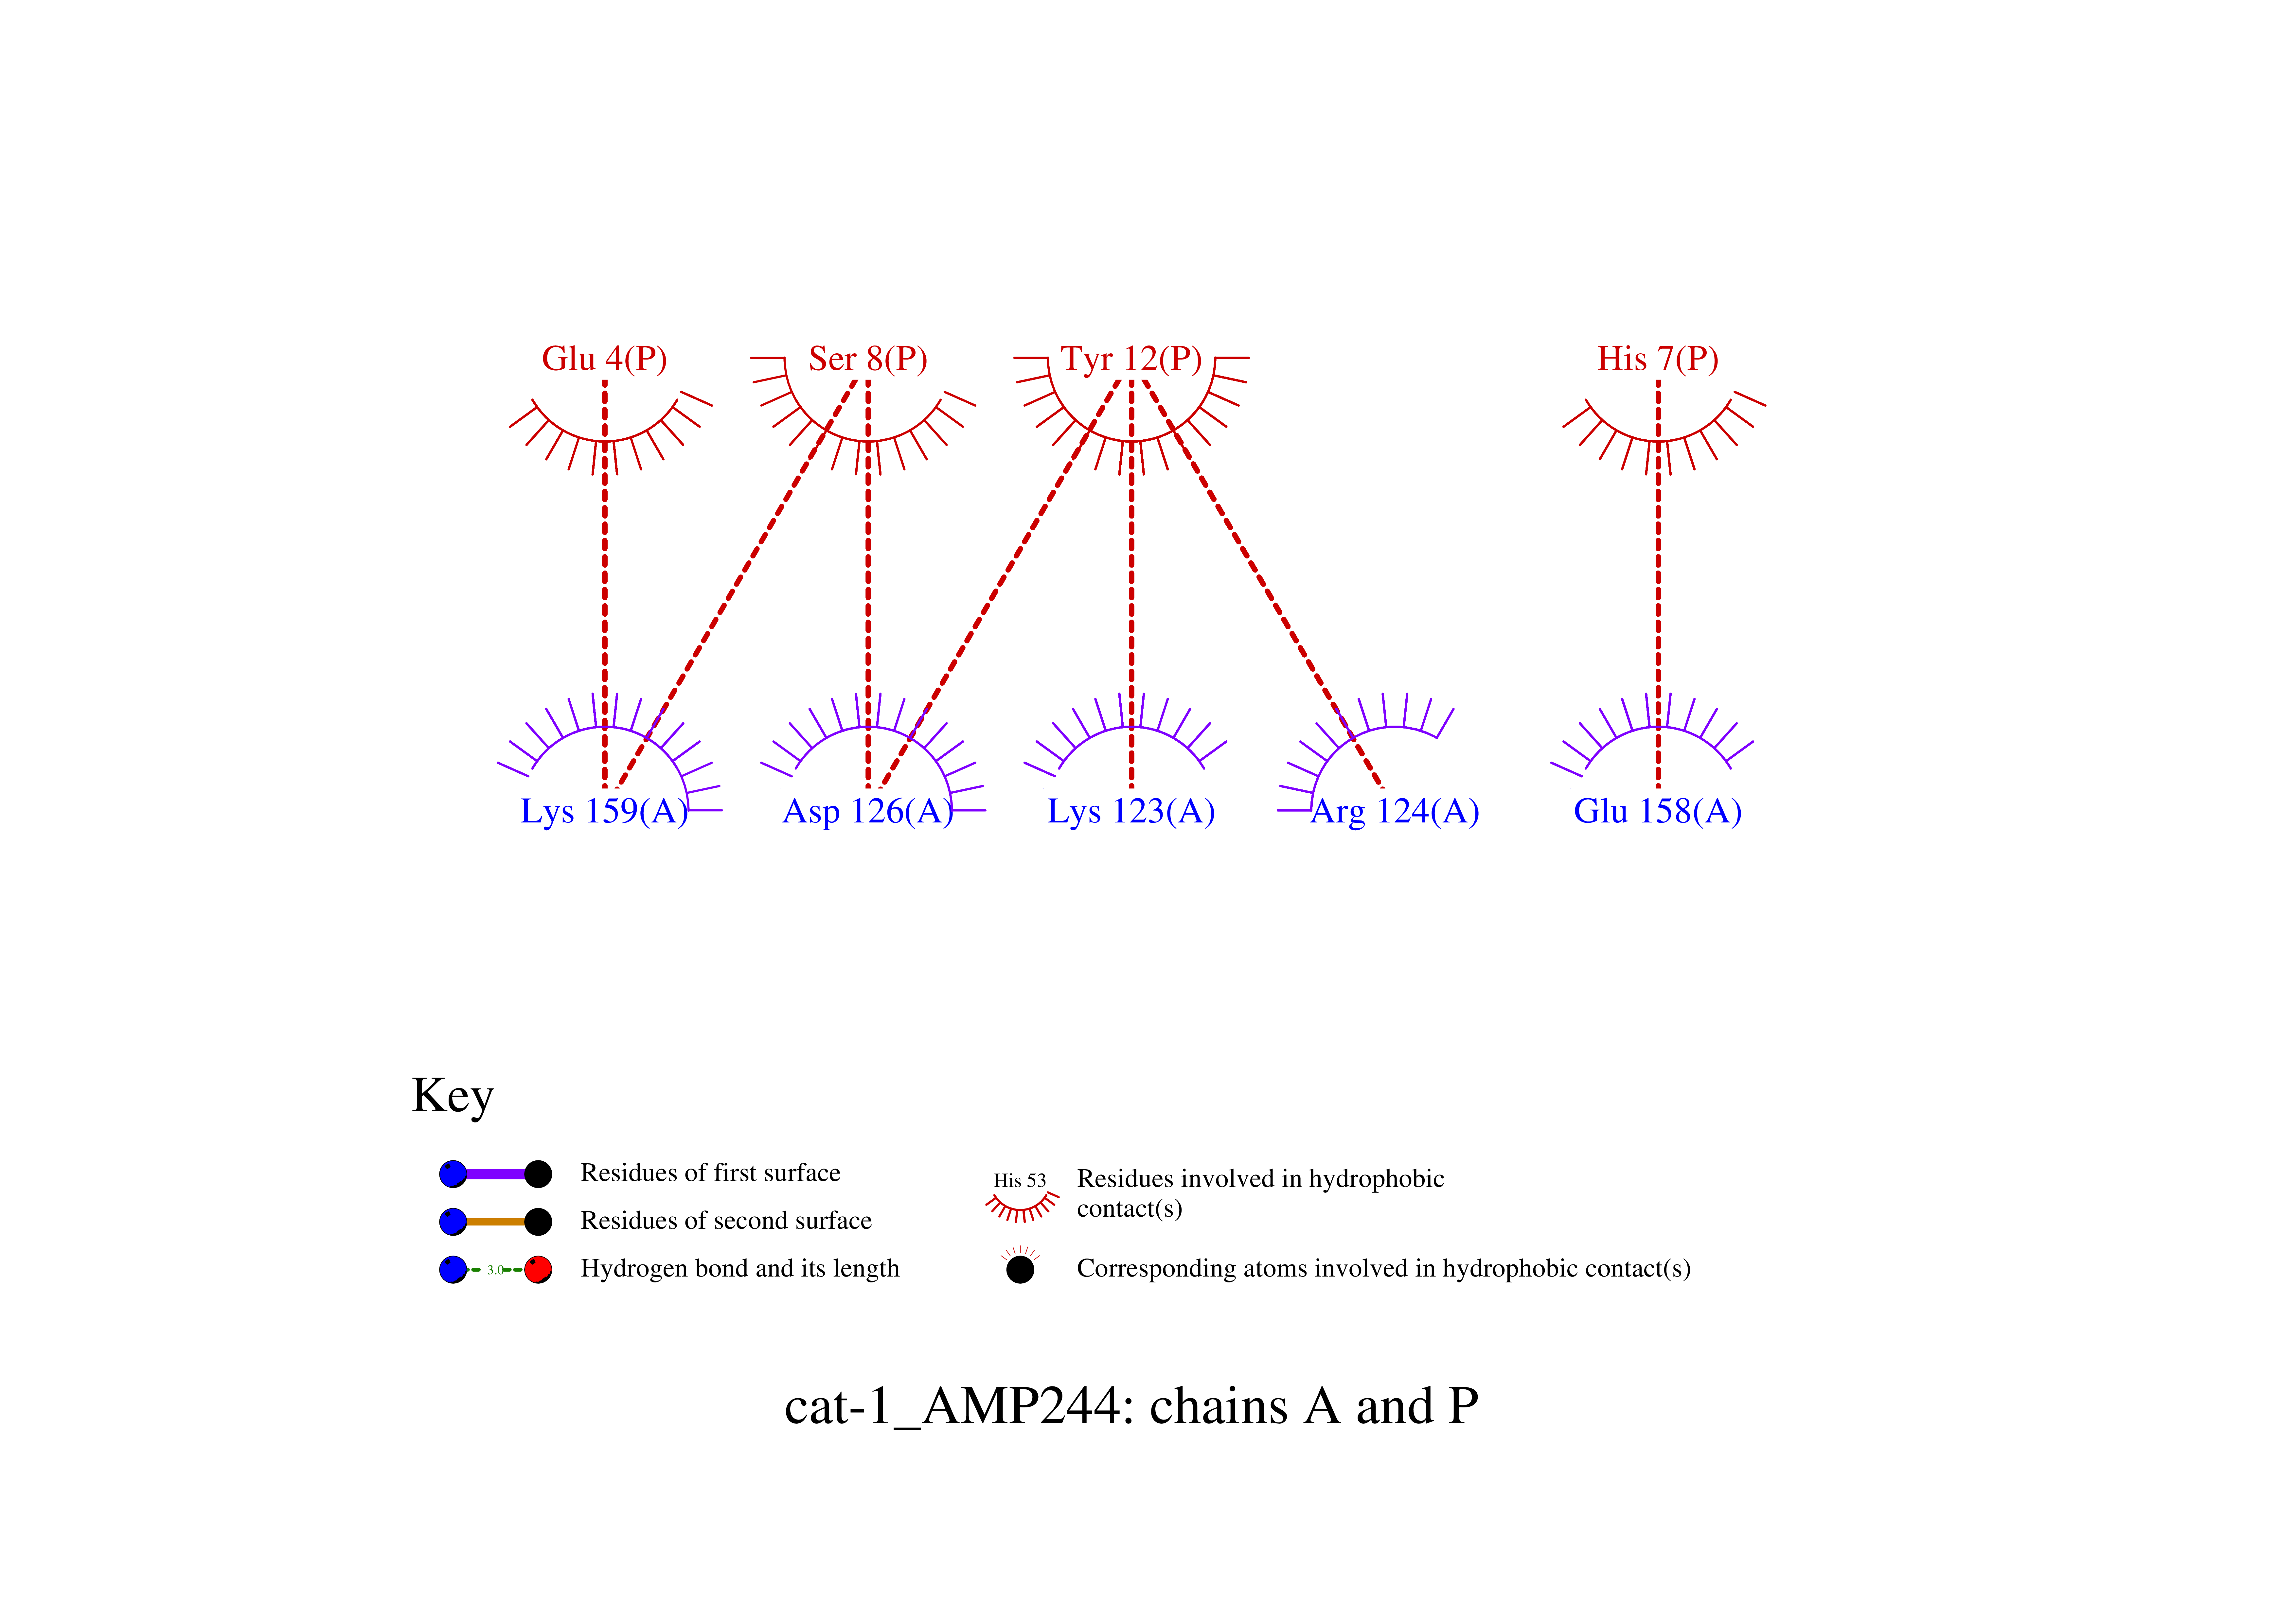 Glu 4(P) Ser 8(P) Tyr 12(P) His 7(P)
Lys 159(A) Asp 126(A) Lys 123(A) Arg 124(A) Glu 158(A)
Key
Residues of first surface
Residues of second surface
3.0 Hydrogen bond and its length
His 53 Residues involved in hydrophobic
contact(s)
Corresponding atoms involved in hydrophobic contact(s)
cat-1_AMP244: chains A and P